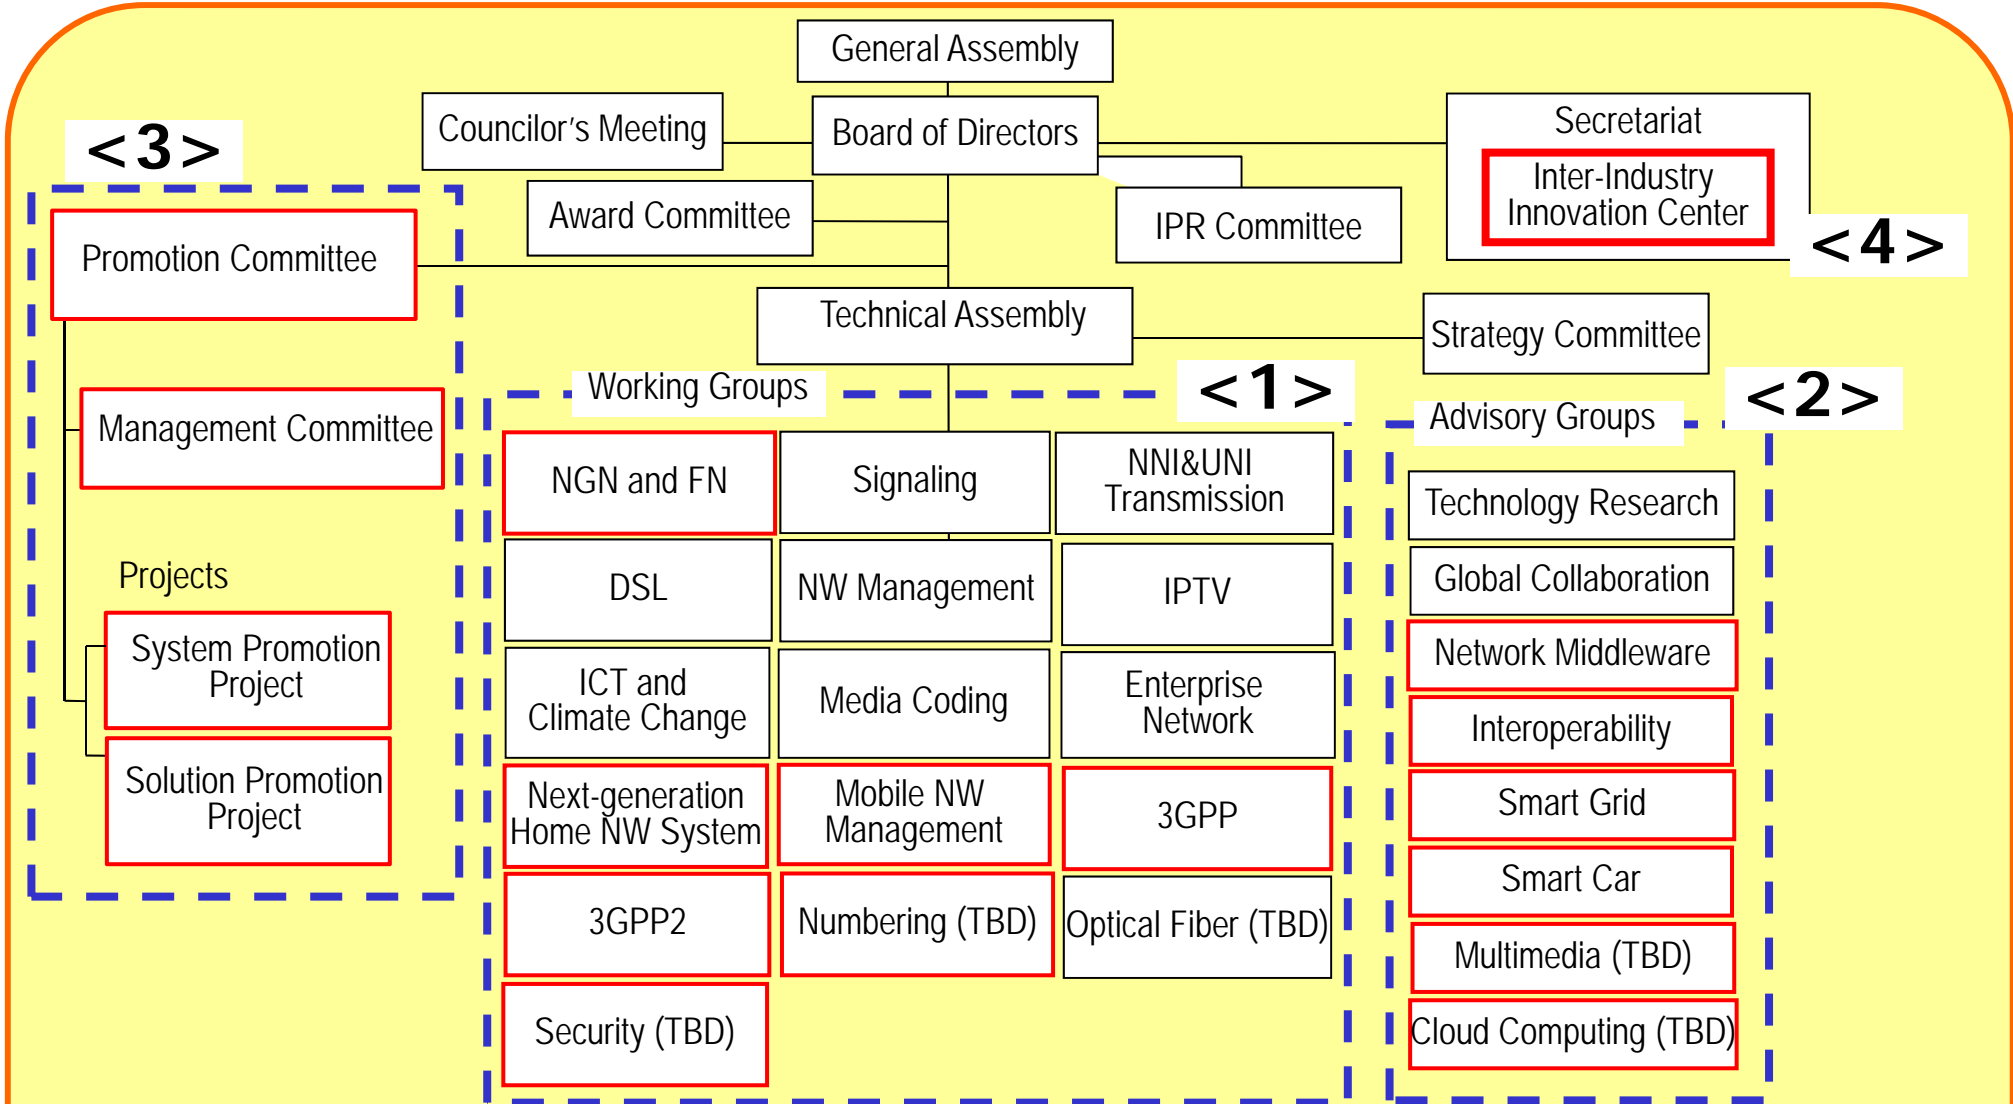 General Assembly
Councilor's Meeting
Board of Directors
Secretariat
Inter-Industry
Innovation Center
<4>
<3>
Award Committee
IPR Committee
Promotion Committee
Technical Assembly
Strategy Committee
Management Committee
Projects
System Promotion
Project
Solution Promotion
Project
Working Groups
<1>
NGN and FN
Signaling
NNI&UNI
Transmission
DSL
NW Management
IPTV
ICT and
Climate Change
Media Coding
Enterprise
Network
Next-generation
Home NW System
Mobile NW
Management
3GPP
3GPP2
Numbering (TBD)
Optical Fiber (TBD)
Security (TBD)
<2>
Advisory Groups
Technology Research
Global Collaboration
Network Middleware
Interoperability
Smart Grid
Smart Car
Multimedia (TBD)
Cloud Computing (TBD)